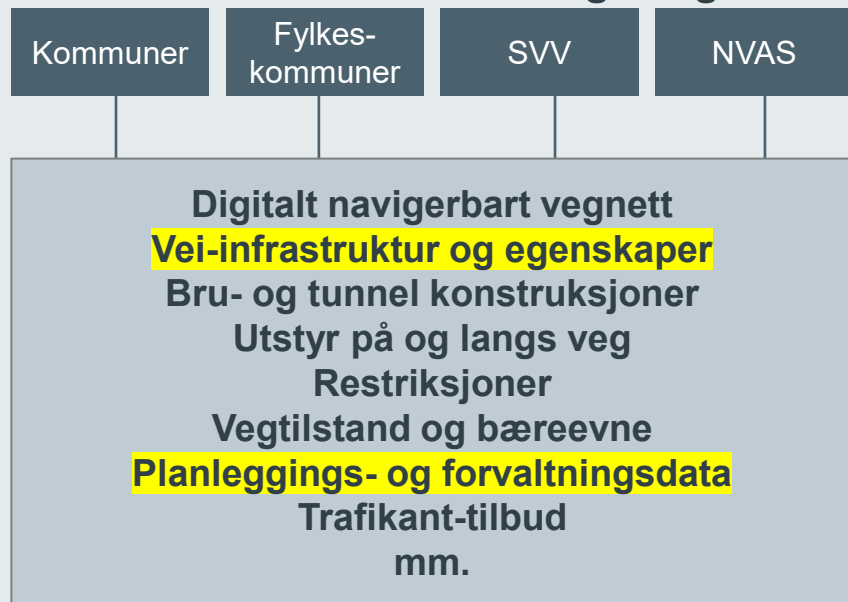 Kommuner
Fylkes-
kommuner
SVV
NVAS
Digitalt navigerbart vegnett
Vei-infrastruktur og egenskaper
Bru- og tunnel konstruksjoner
Utstyr på og langs veg
Restriksjoner
Vegtilstand og bæreevne
Planleggings- og forvaltningsdata
Trafikant-tilbud
mm.